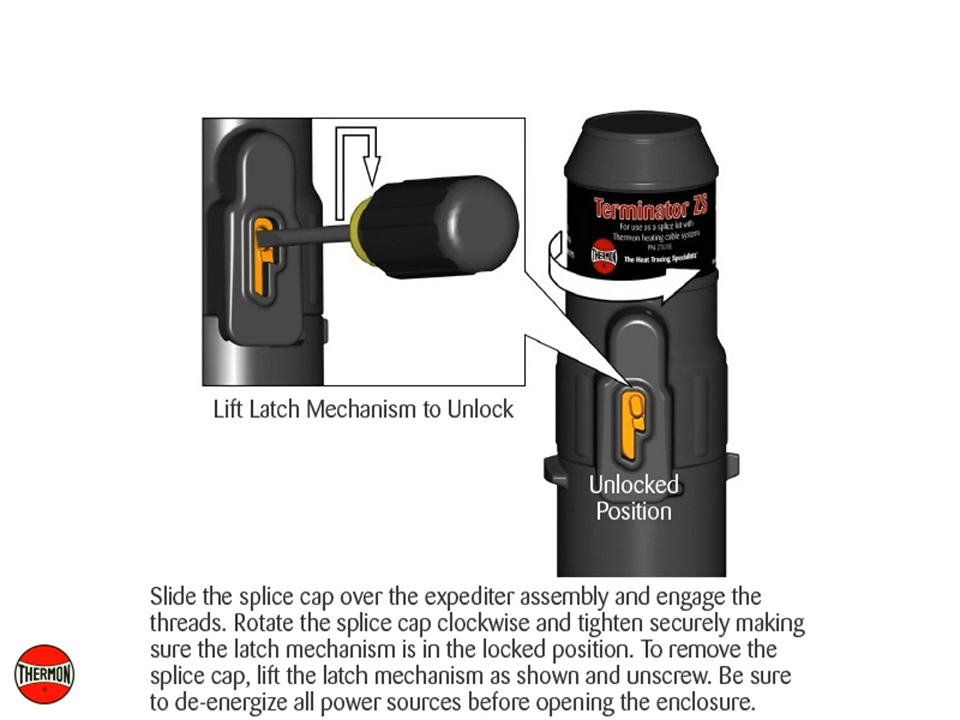 Terminator ZS
For use as a splice kit with
Thermon heating cable systems
THERMON
The Heat Tracing Specialists
Lift Latch Mechanism to Unlock
Unlocked
Position
Slide the splice cap over the expediter assembly and engage the
threads. Rotate the splice cap clockwise and tighten securely making
sure the latch mechanism is in the locked position. To remove the
splice cap, lift the latch mechanism as shown and unscrew. Be sure
to de-energize all power sources before opening the enclosure.
THERMON